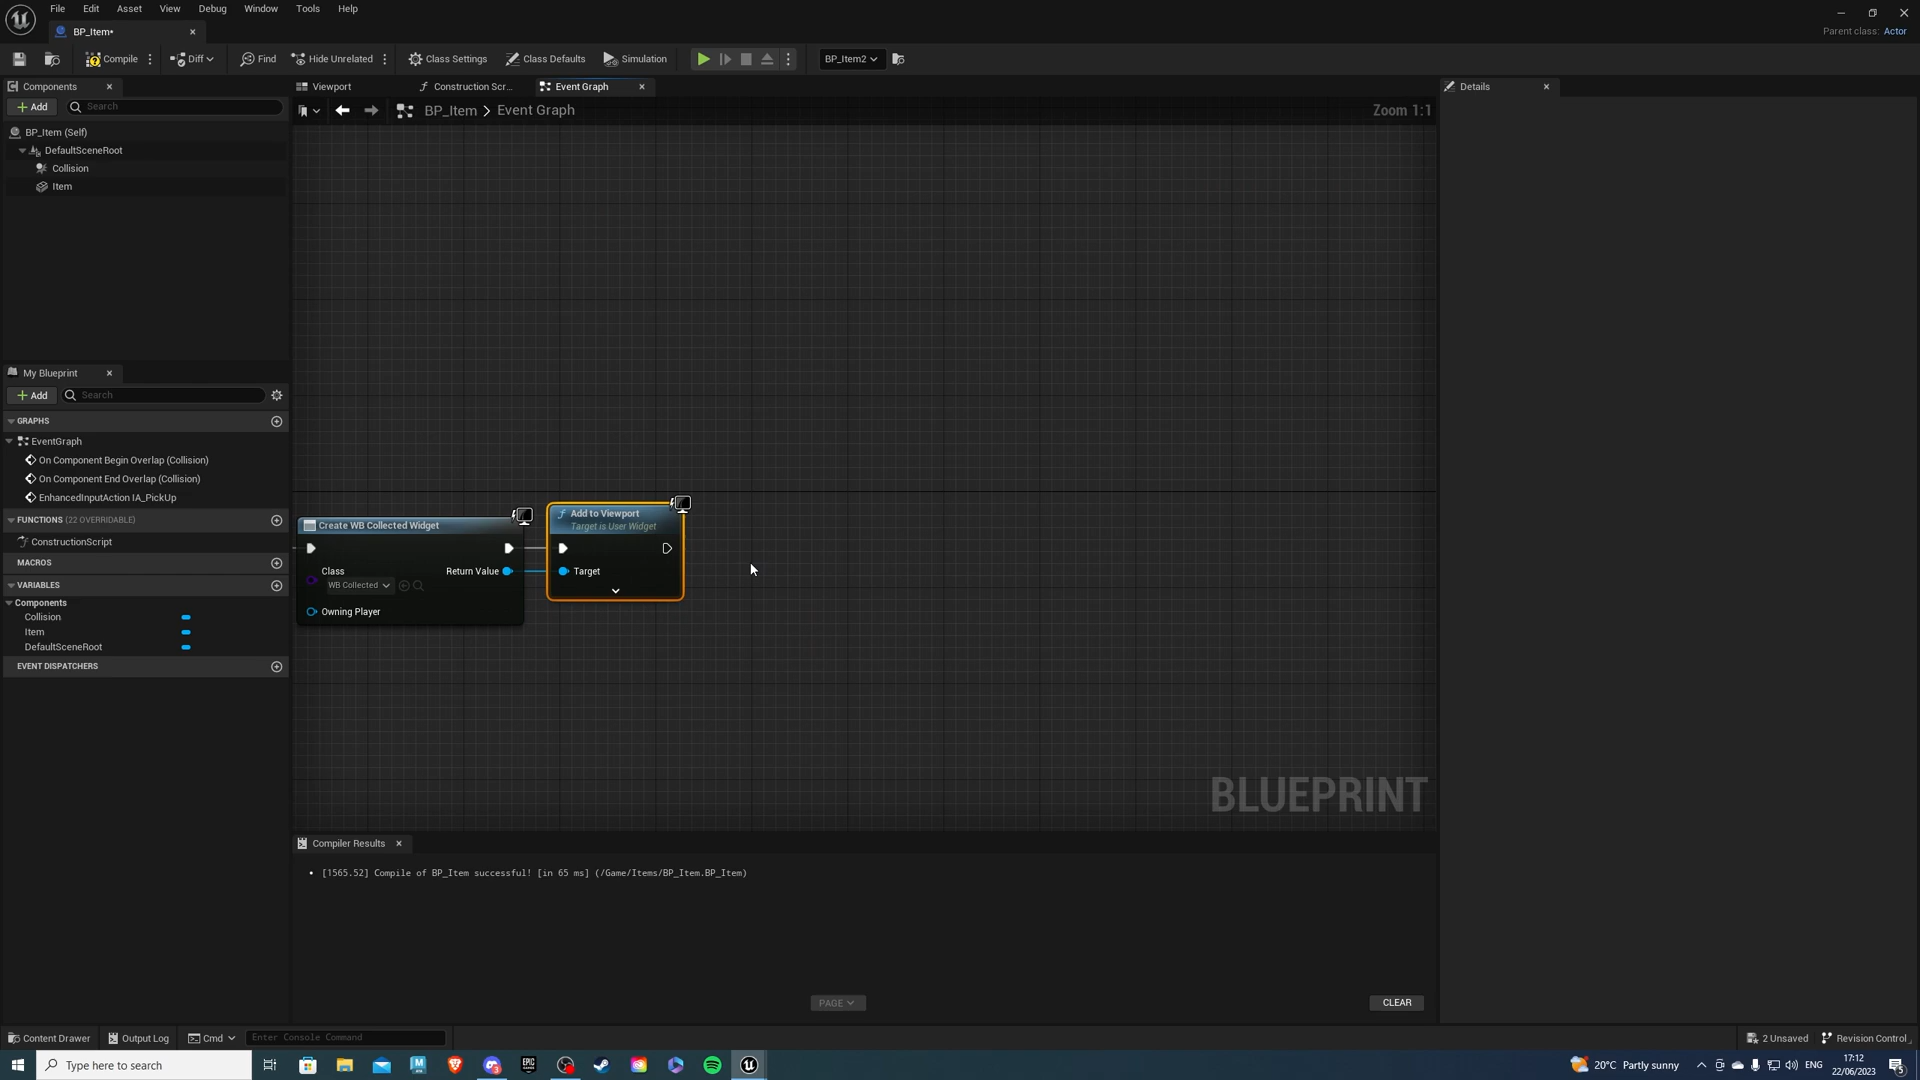 File Edit Asset View Debug Window Tools Help
BP_Item•
Parent class: Actor
Compile Diff Find Hide Unrelated Class Settings Class Defaults Simulation BP_Item2
Components Viewport Construction Scr... Event Graph Details
Add Search
BP_Item > Event Graph Zoom 1:1
BP_Item (Self)
DefaultSceneRoot
Collision
Item
My Blueprint
Add Search
GRAPHS
EventGraph
On Component Begin Overlap (Collision)
On Component End Overlap (Collision)
EnhancedInputAction IA_PickUp
FUNCTIONS (22 OVERRIDABLE)
ConstructionScript
MACROS
VARIABLES
Components
Collision
Item
DefaultSceneRoot
EVENT DISPATCHERS
Create WB Collected Widget
Class
WB Collected
Return Value
Owning Player
Add to Viewport
Target is User Widget
Target
BLUEPRINT
Compiler Results
• [1565.52] Compile of BP_Item successful! [in 65 ms] (/Game/Items/BP_Item.BP_Item)
PAGE CLEAR
Content Drawer Output Log Cmd Enter Console Command 2 Unsaved Revision Control
Type here to search 20°C Partly sunny ENG
17:12
22/06/2023